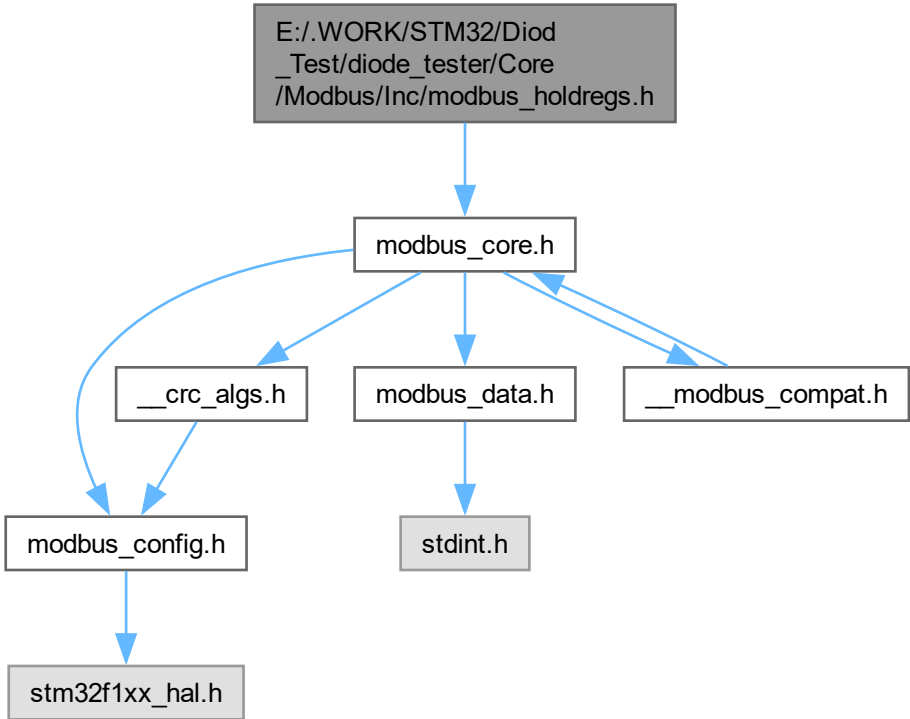 E:/.WORK/STM32/Diod
_Test/diode_tester/Core
/Modbus/Inc/modbus_holdregs.h
modbus_core.h
__crc_algs.h
modbus_data.h
__modbus_compat.h
modbus_config.h
stdint.h
stm32f1xx_hal.h